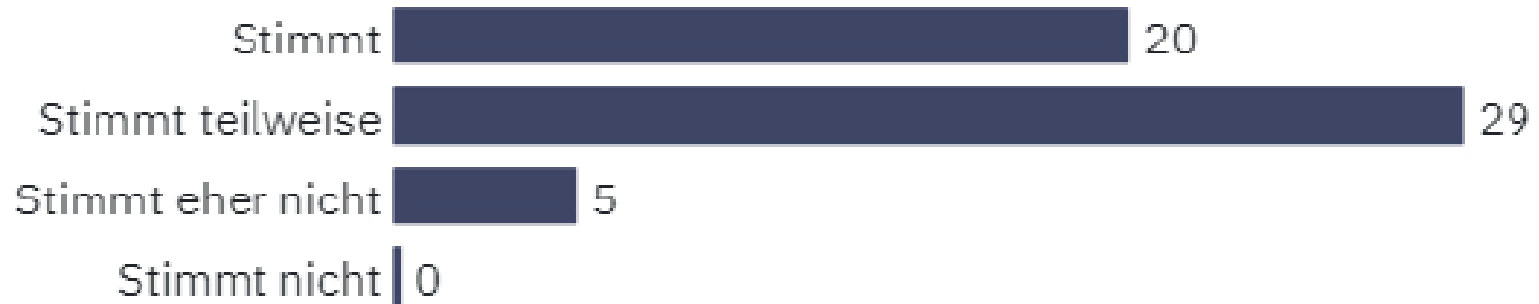 Stimmt 20
Stimmt teilweise 29
Stimmt eher nicht 5
Stimmt nicht 0